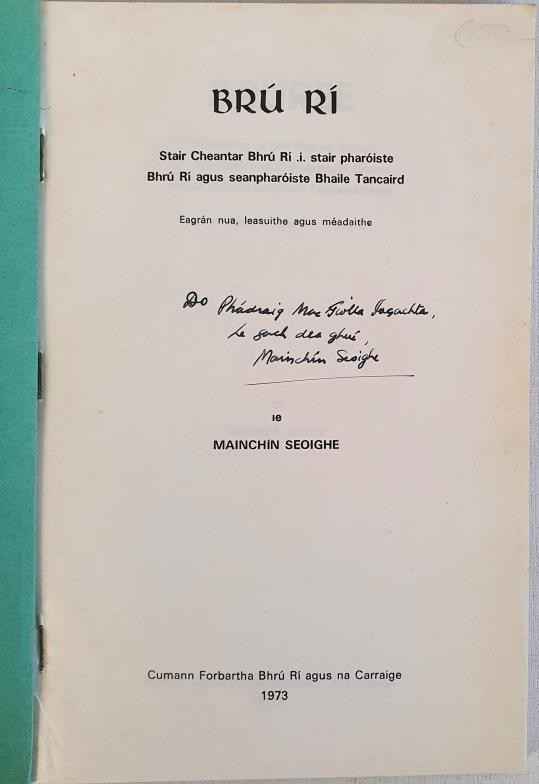 BRÚ RÍ
Stair Cheantar Bhrú Rí .i. stair pharóiste
Bhrú Rí agus seanpharóiste Bhaile Tancaird
Eagrán nua, leasuithe agus méadaithe
Do Phádraig Mac Giolla Íosachta,
le gach dea ghuí,
Mainchín Seoighe
le
MAINCHÍN SEOIGHE
Cumann Forbartha Bhrú Rí agus na Carraige
1973